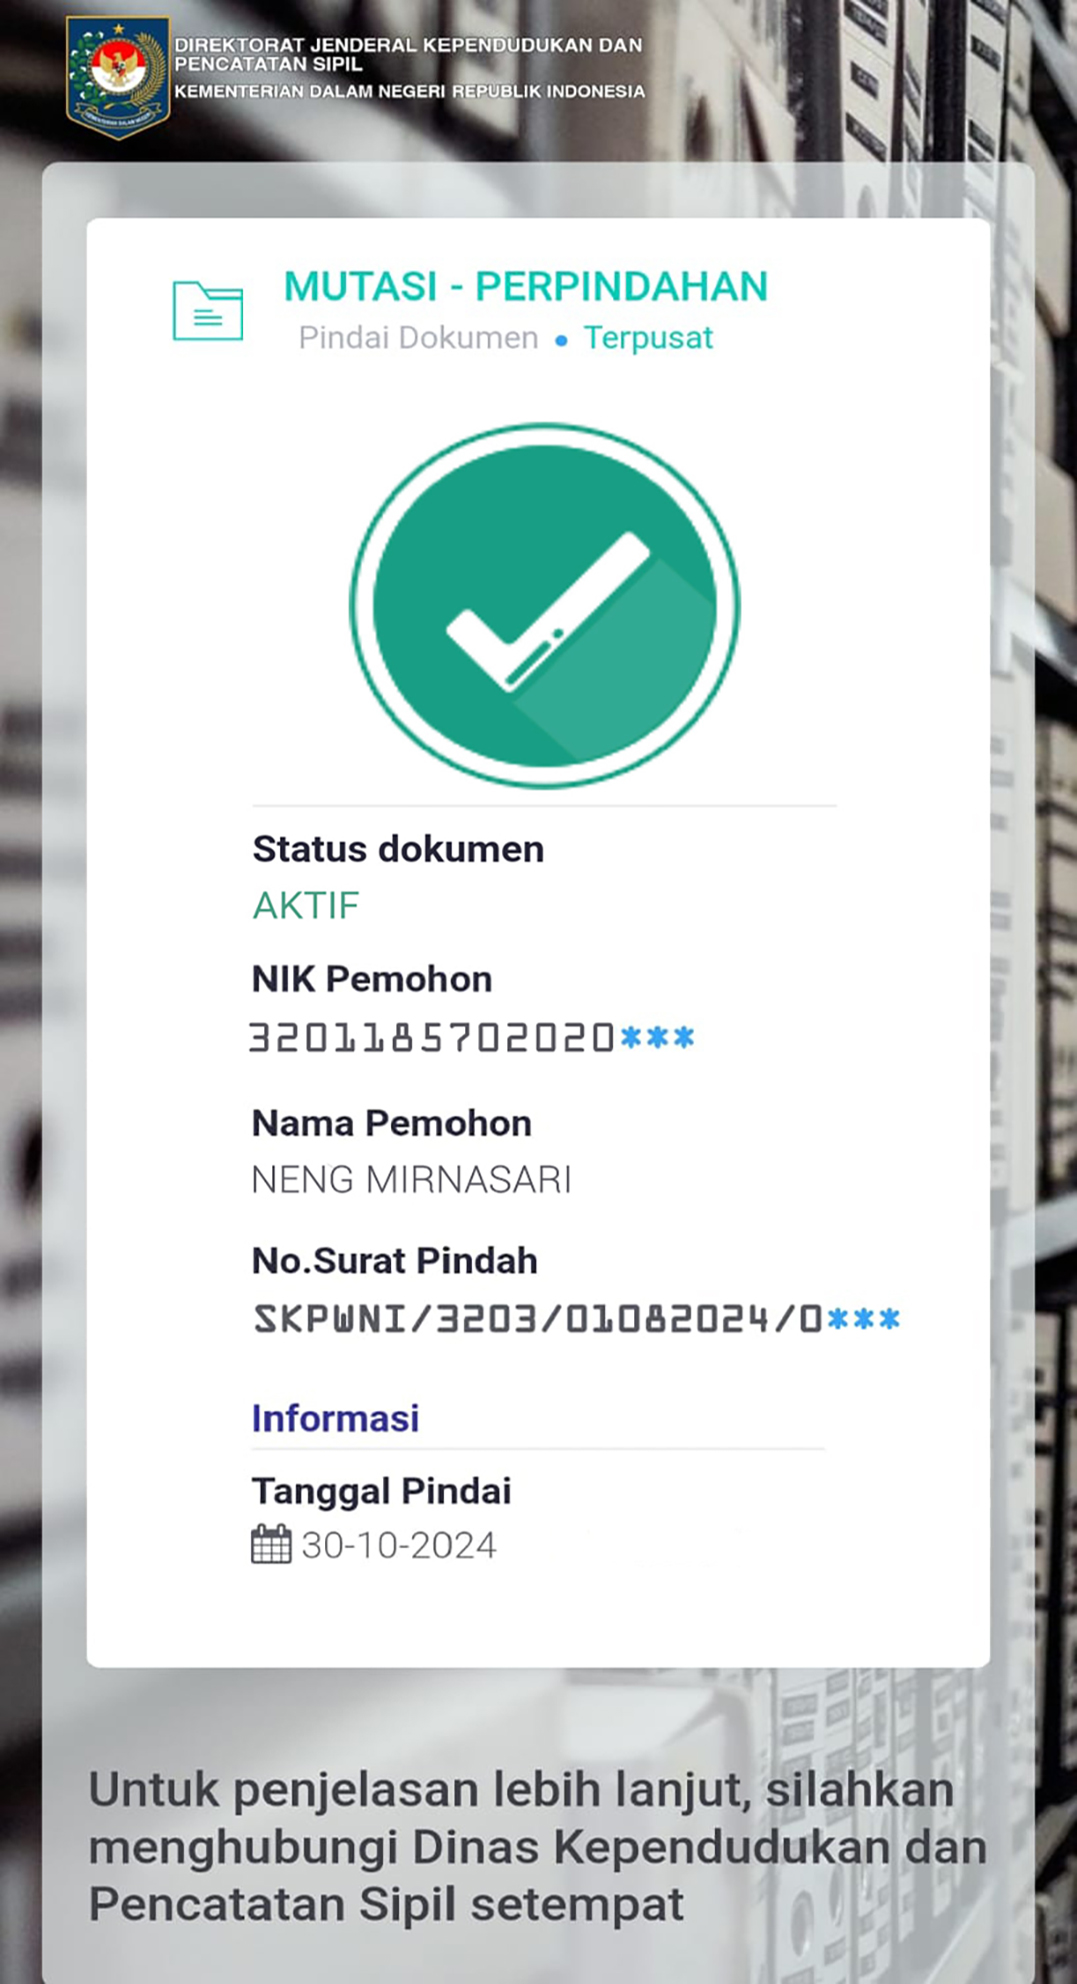 DIREKTORAT JENDERAL KEPENDUDUKAN DAN
PENCATATAN SIPIL
KEMENTERIAN DALAM NEGERI REPUBLIK INDONESIA
MUTASI - PERPINDAHAN
Pindai Dokumen • Terpusat
Status dokumen
AKTIF
NIK Pemohon
3201185702020***
Nama Pemohon
NENG MIRNASARI
No.Surat Pindah
SKPWNI/3203/01082024/0***
Informasi
Tanggal Pindai
30-10-2024
Untuk penjelasan lebih lanjut, silahkan
menghubungi Dinas Kependudukan dan
Pencatatan Sipil setempat